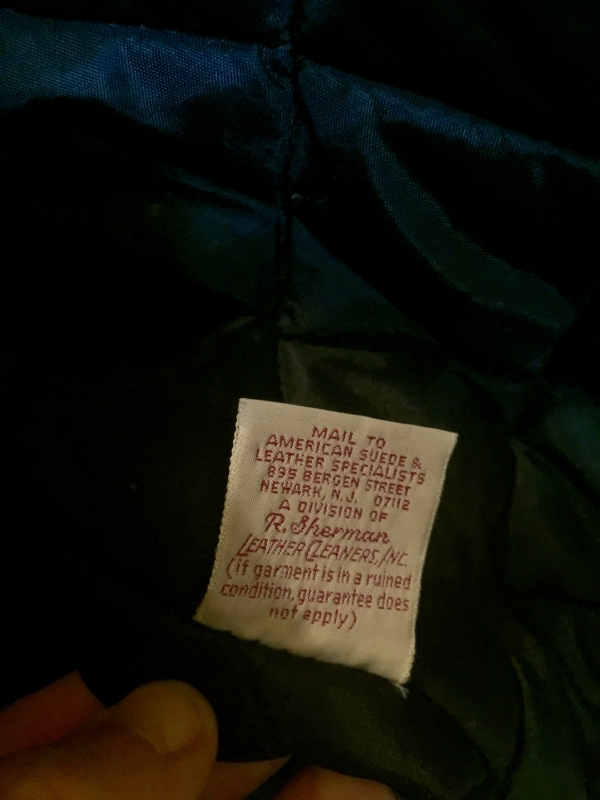 MAIL TO
AMERICAN SUEDE &
LEATHER SPECIALISTS
895 BERGEN STREET
NEWARK, N.J. 07112
A DIVISION OF
R. Sherman
LEATHER CLEANERS, INC.
(if garment is in a ruined
condition, guarantee does
not apply)